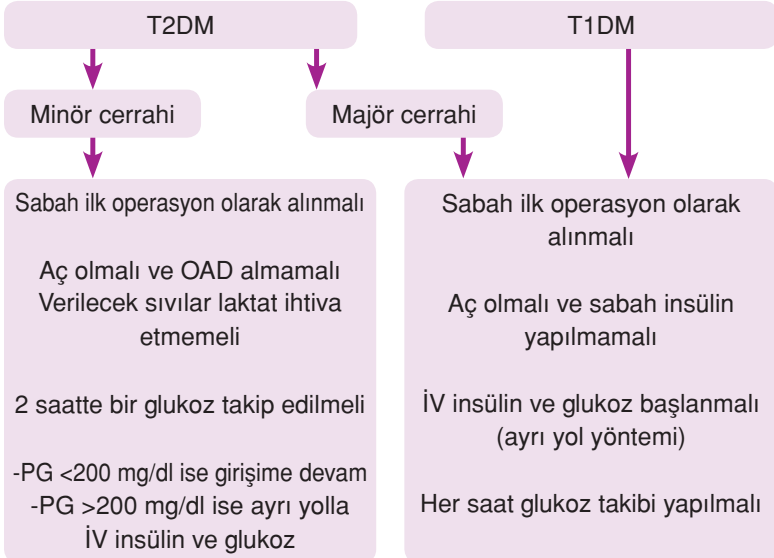 T2DM
T1DM
Minör cerrahi
Majör cerrahi
Sabah ilk operasyon olarak alınmalı
Aç olmalı ve OAD almamalı
Verilecek sıvılar laktat ihtiva
etmemeli
2 saatte bir glukoz takip edilmeli
-PG <200 mg/dl ise girişime devam
-PG >200 mg/dl ise ayrı yolla
İV insülin ve glukoz
Sabah ilk operasyon olarak
alınmalı
Aç olmalı ve sabah insülin
yapılmamalı
İV insülin ve glukoz başlanmalı
(ayrı yol yöntemi)
Her saat glukoz takibi yapılmalı